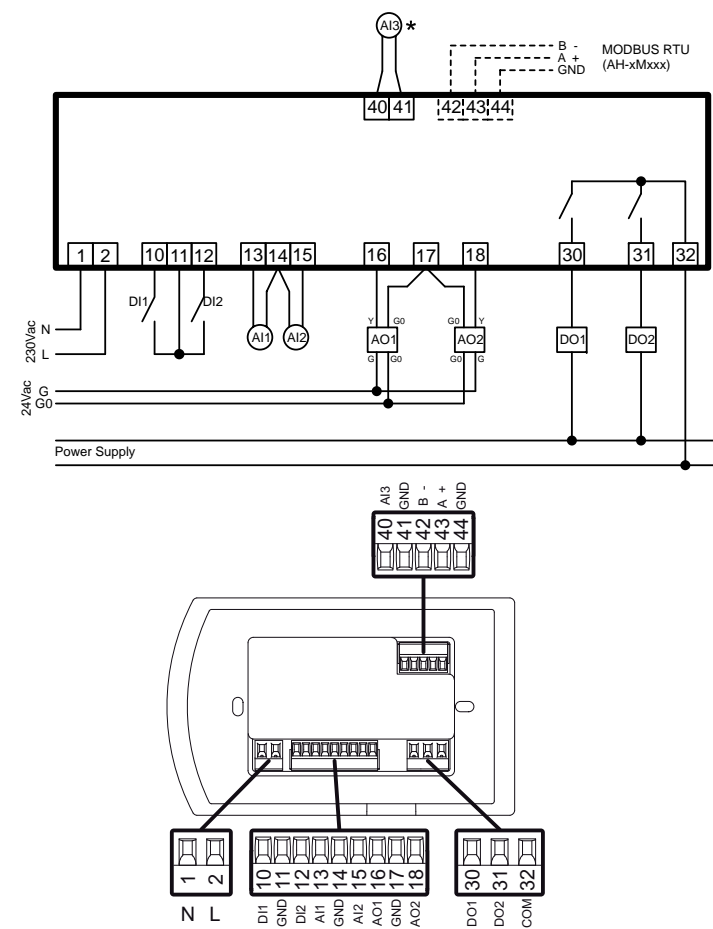 AI3 *
B -
A +
GND
MODBUS RTU
(AH-xMxxx)
40 41 42 43 44
1 2 10 11 12 13 14 15 16 17 18 30 31 32
DI1 DI2
AI1 AI2
230Vac
N
L
Y G0 G0 Y
AO1 AO2
G G0 G0 G
DO1 DO2
24Vac
G
G0
Power Supply
AI3 GND B - A + GND
40 41 42 43 44
1 2
N L
10 11 12 13 14 15 16 17 18
DI1 GND DI2 AI1 GND AI2 AO1 GND AO2
30 31 32
DO1 DO2 COM